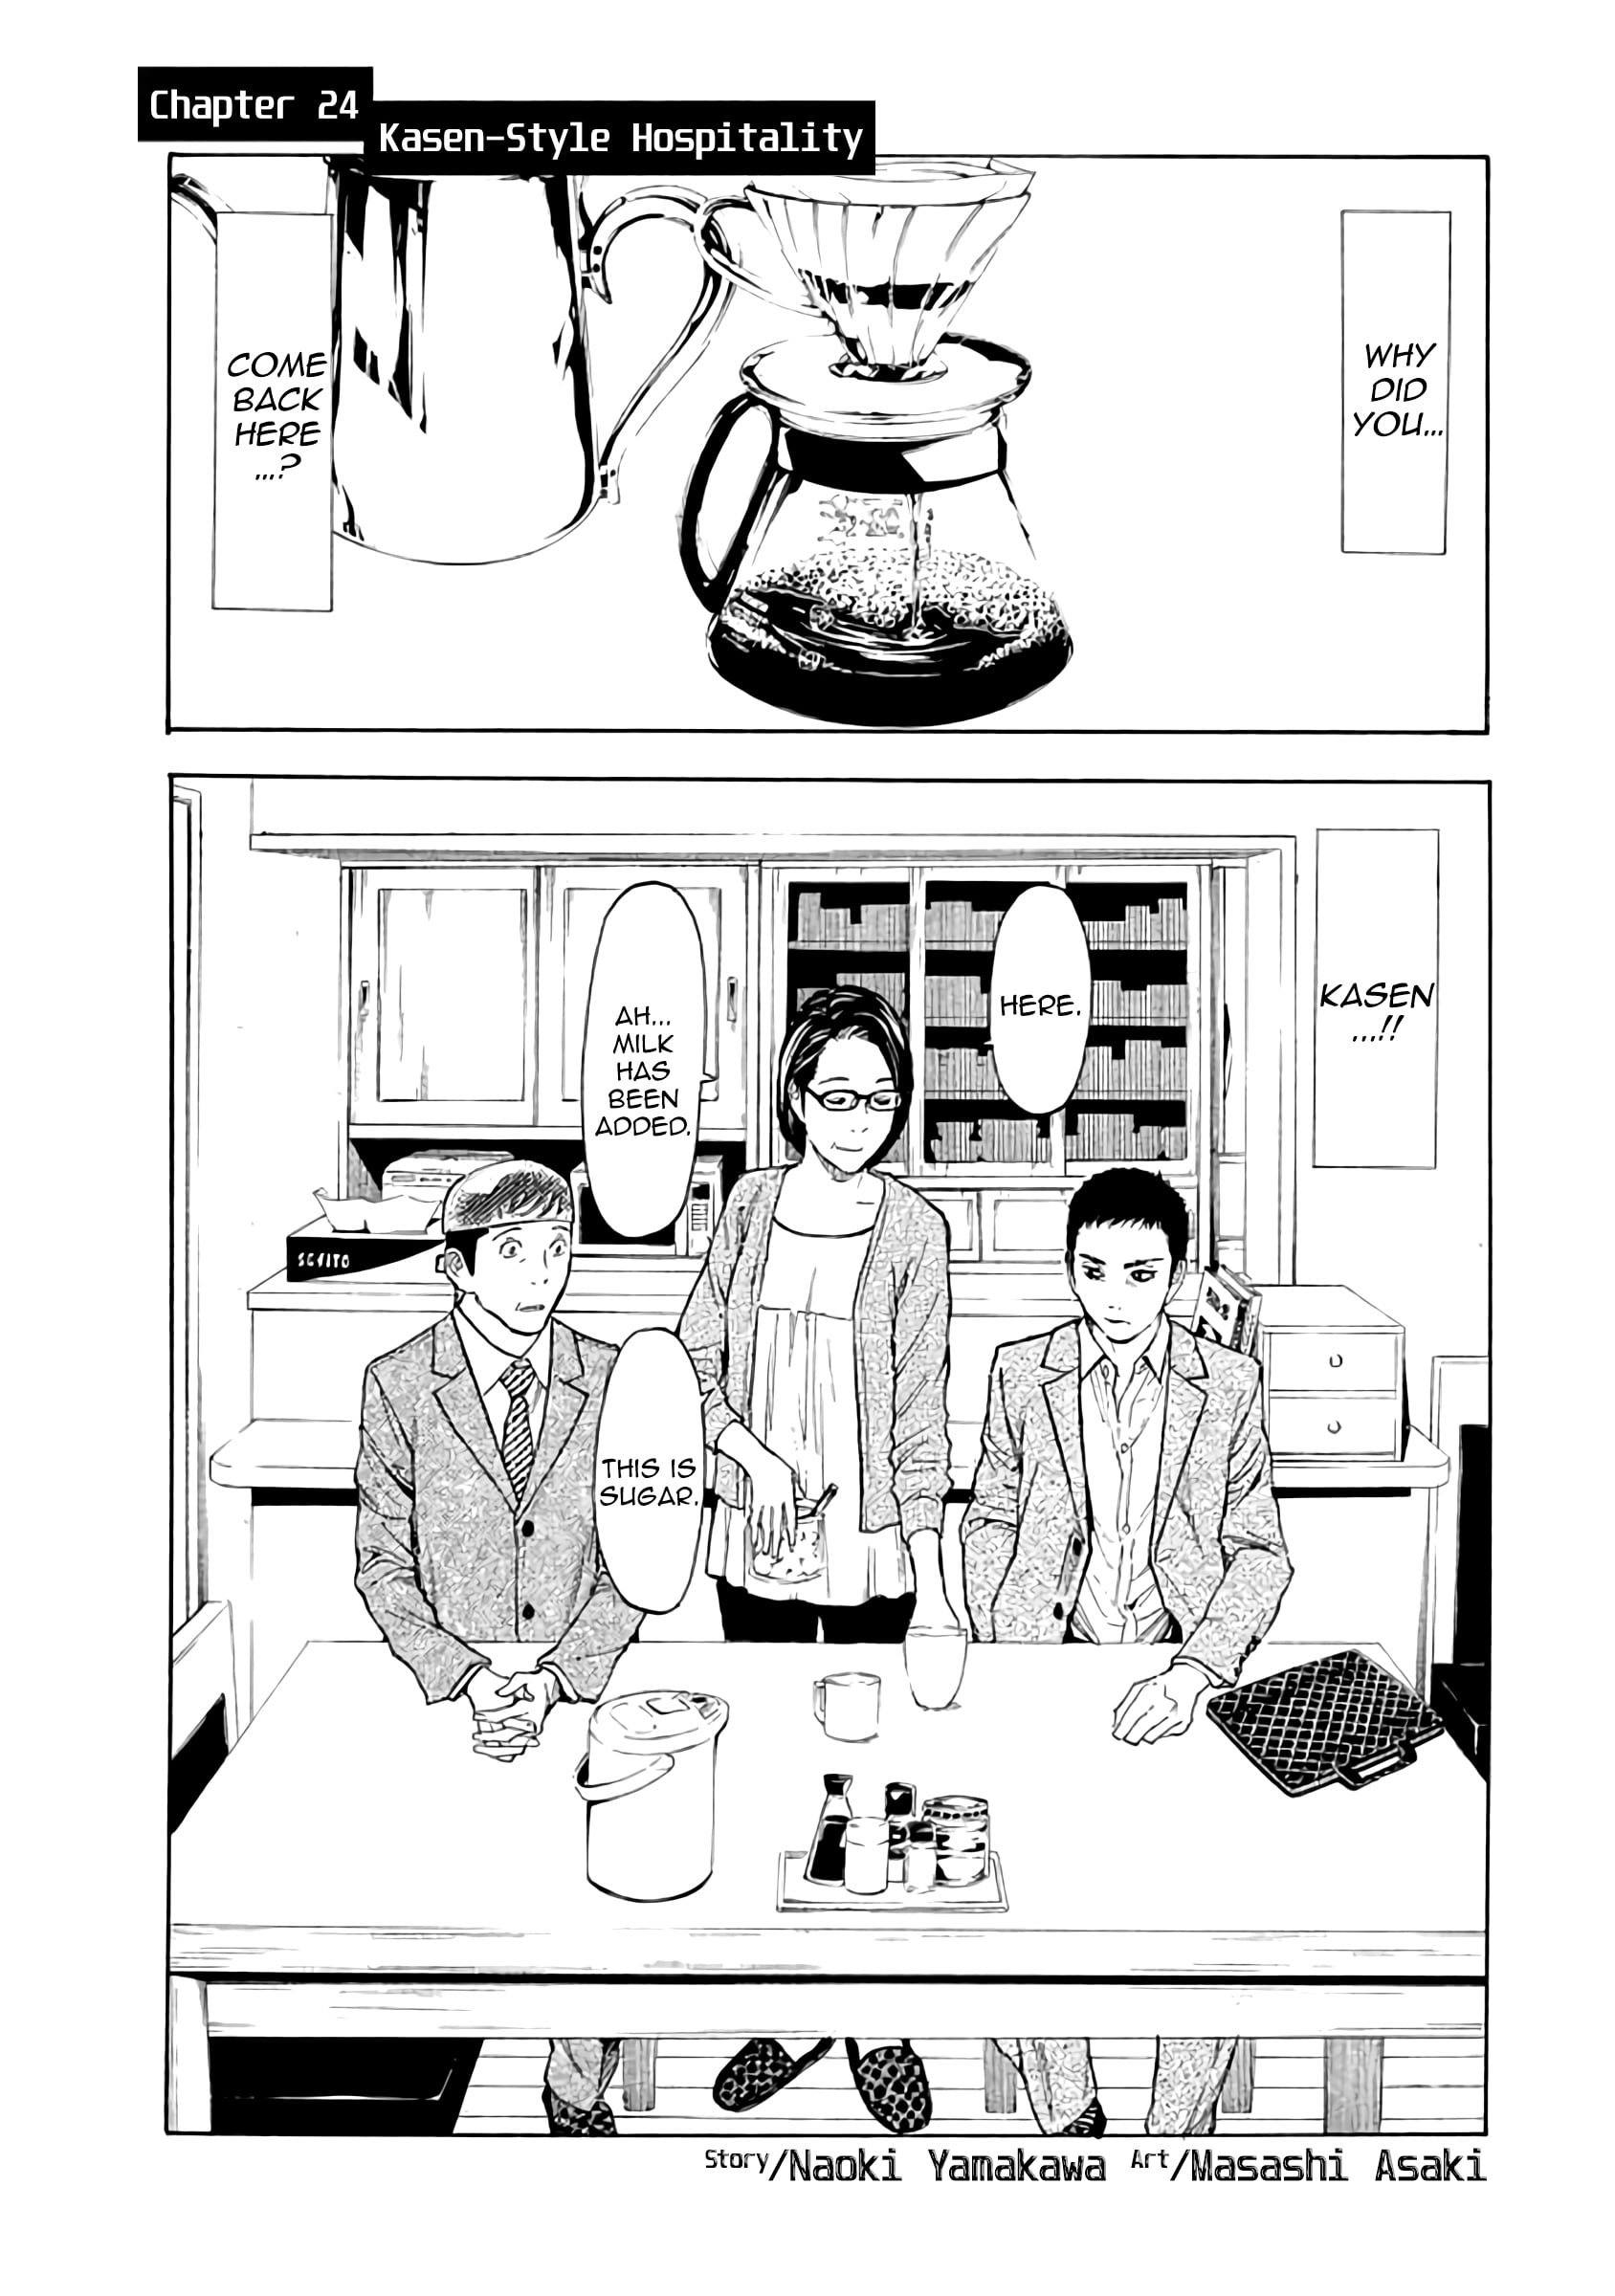 Chapter 24
Kasen-Style Hospitality
WHY
DID
YOU...
COME
BACK
HERE
...?
KASEN
...!!
HERE.
AH...
MILK
HAS
BEEN
ADDED.
THIS IS
SUGAR.
Story/Naoki Yamakawa Art/Masashi Asaki